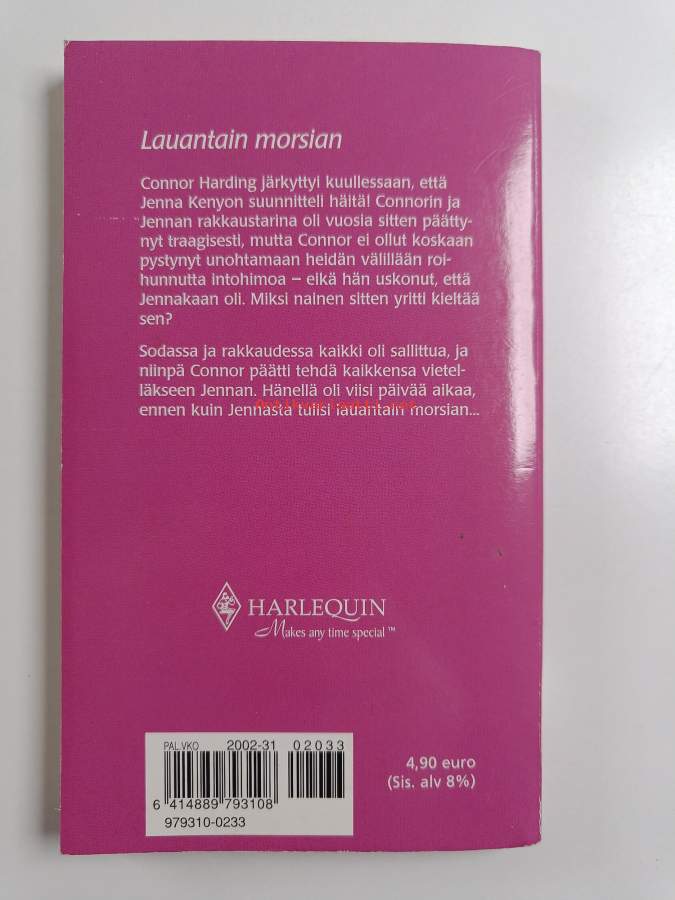 Lauantain morsian
Connor Harding järkyttyi kuullessaan, että
Jenna Kenyon suunnitteli häitä! Connorin ja
Jennan rakkaustarina oli vuosia sitten päätty-
nyt traagisesti, mutta Connor ei ollut koskaan
pystynyt unohtamaan heidän välillään roi-
hunnutta intohimoa – eikä hän uskonut, että
Jennakaan oli. Miksi nainen sitten yritti kieltää
sen?
Sodassa ja rakkaudessa kaikki oli sallittua, ja
niinpä Connor päätti tehdä kaikkensa vietel-
läkseen Jennan. Hänellä oli viisi päivää aikaa,
ennen kuin Jennasta tulisi lauantain morsian...
Antikvariaatti.net
HARLEQUIN
Makes any time special™
PAL.VKO 2002-31 02033
6 414889 793108
979310-0233
4,90 euro
(Sis. alv 8%)